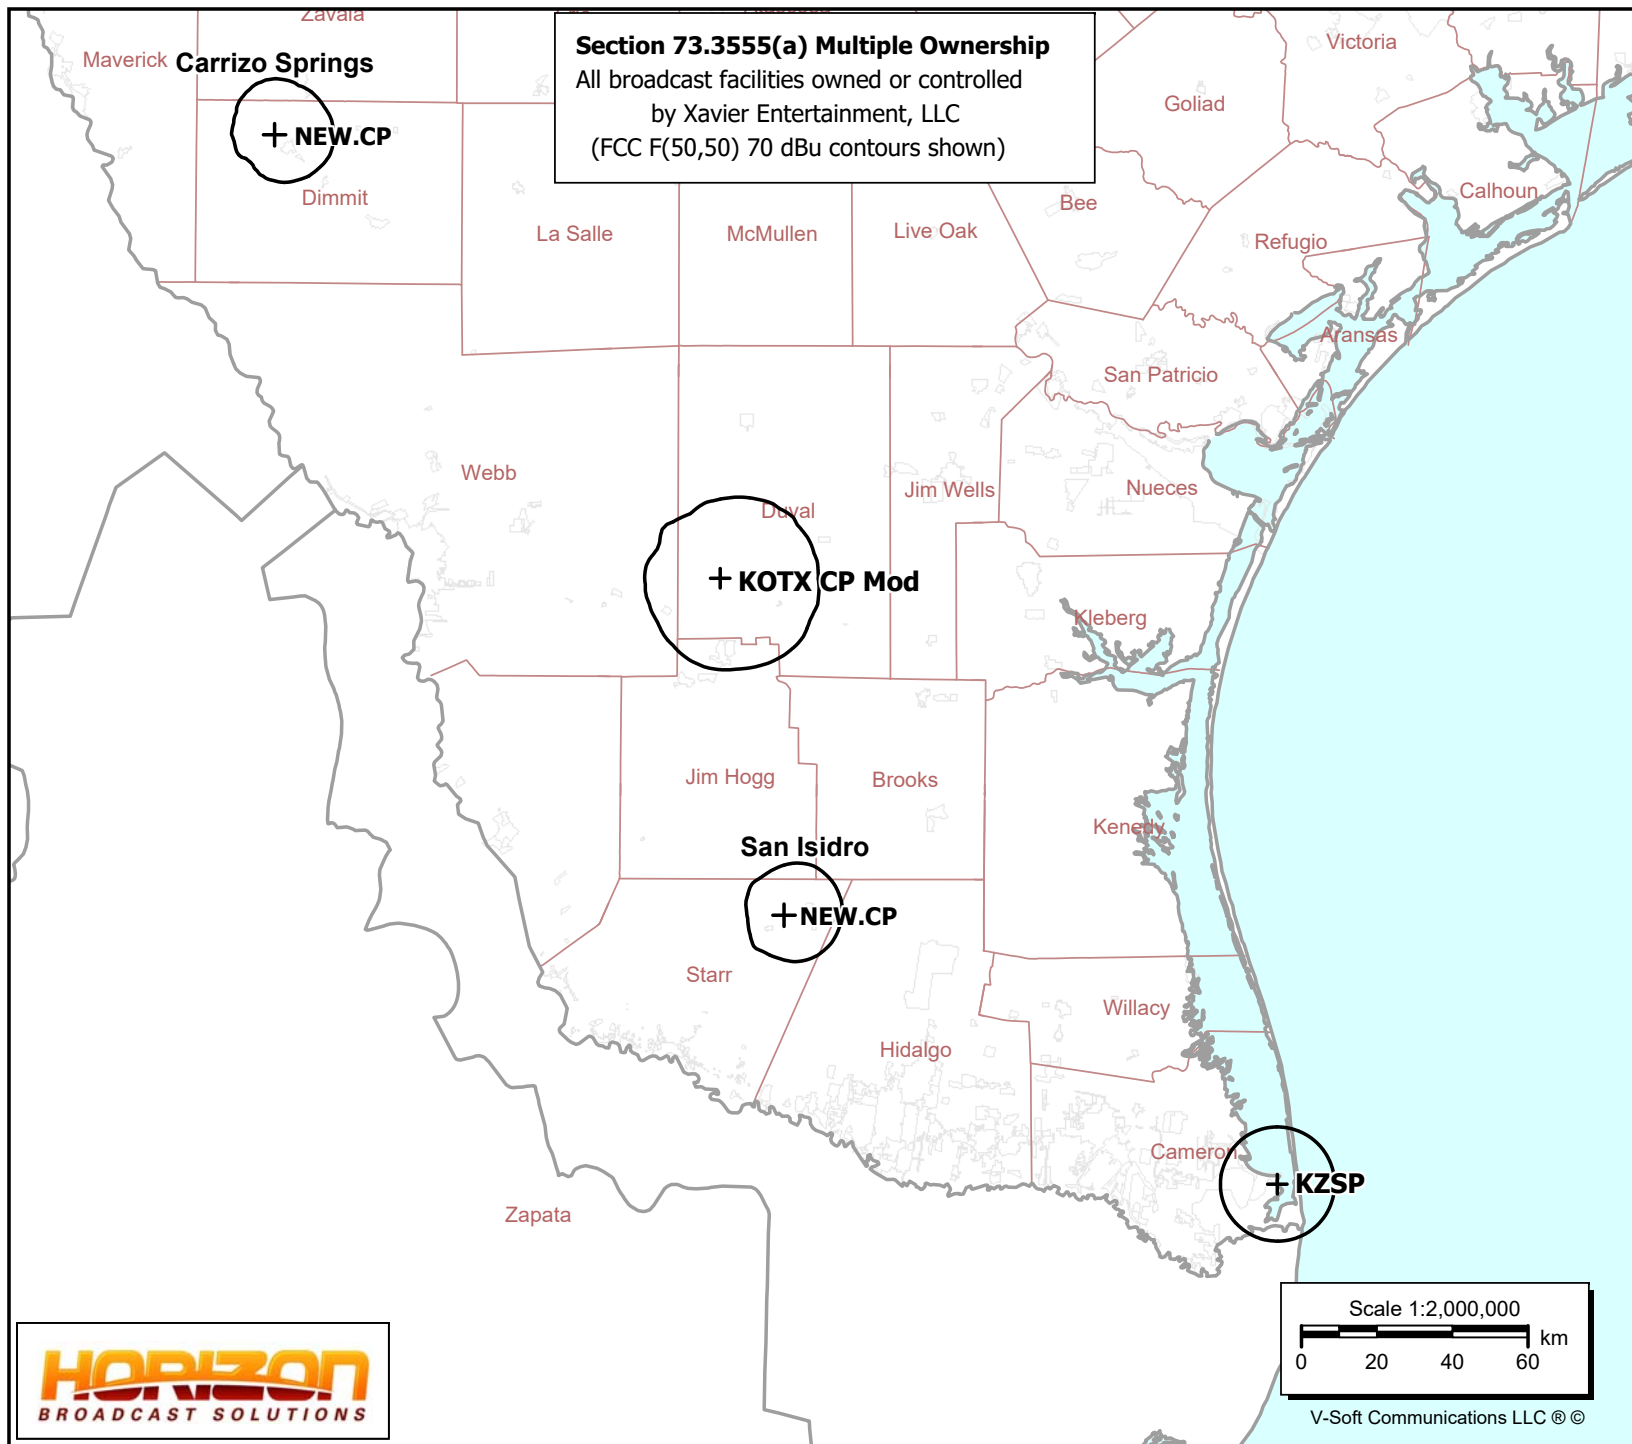 Zavala
Section 73.3555(a) Multiple Ownership
All broadcast facilities owned or controlled
by Xavier Entertainment, LLC
(FCC F(50,50) 70 dBu contours shown)
Victoria
Maverick
Carrizo Springs
Goliad
NEW.CP
Dimmit
Calhoun
Bee
La Salle
McMullen
Live Oak
Refugio
Aransas
San Patricio
Webb
Jim Wells
Nueces
Duval
KOTX CP Mod
Kleberg
Jim Hogg
Brooks
Kenedy
San Isidro
NEW.CP
Starr
Willacy
Hidalgo
Cameron
KZSP
Zapata
Scale 1:2,000,000
km
0 20 40 60
V-Soft Communications LLC ® ©
HORIZON
BROADCAST SOLUTIONS